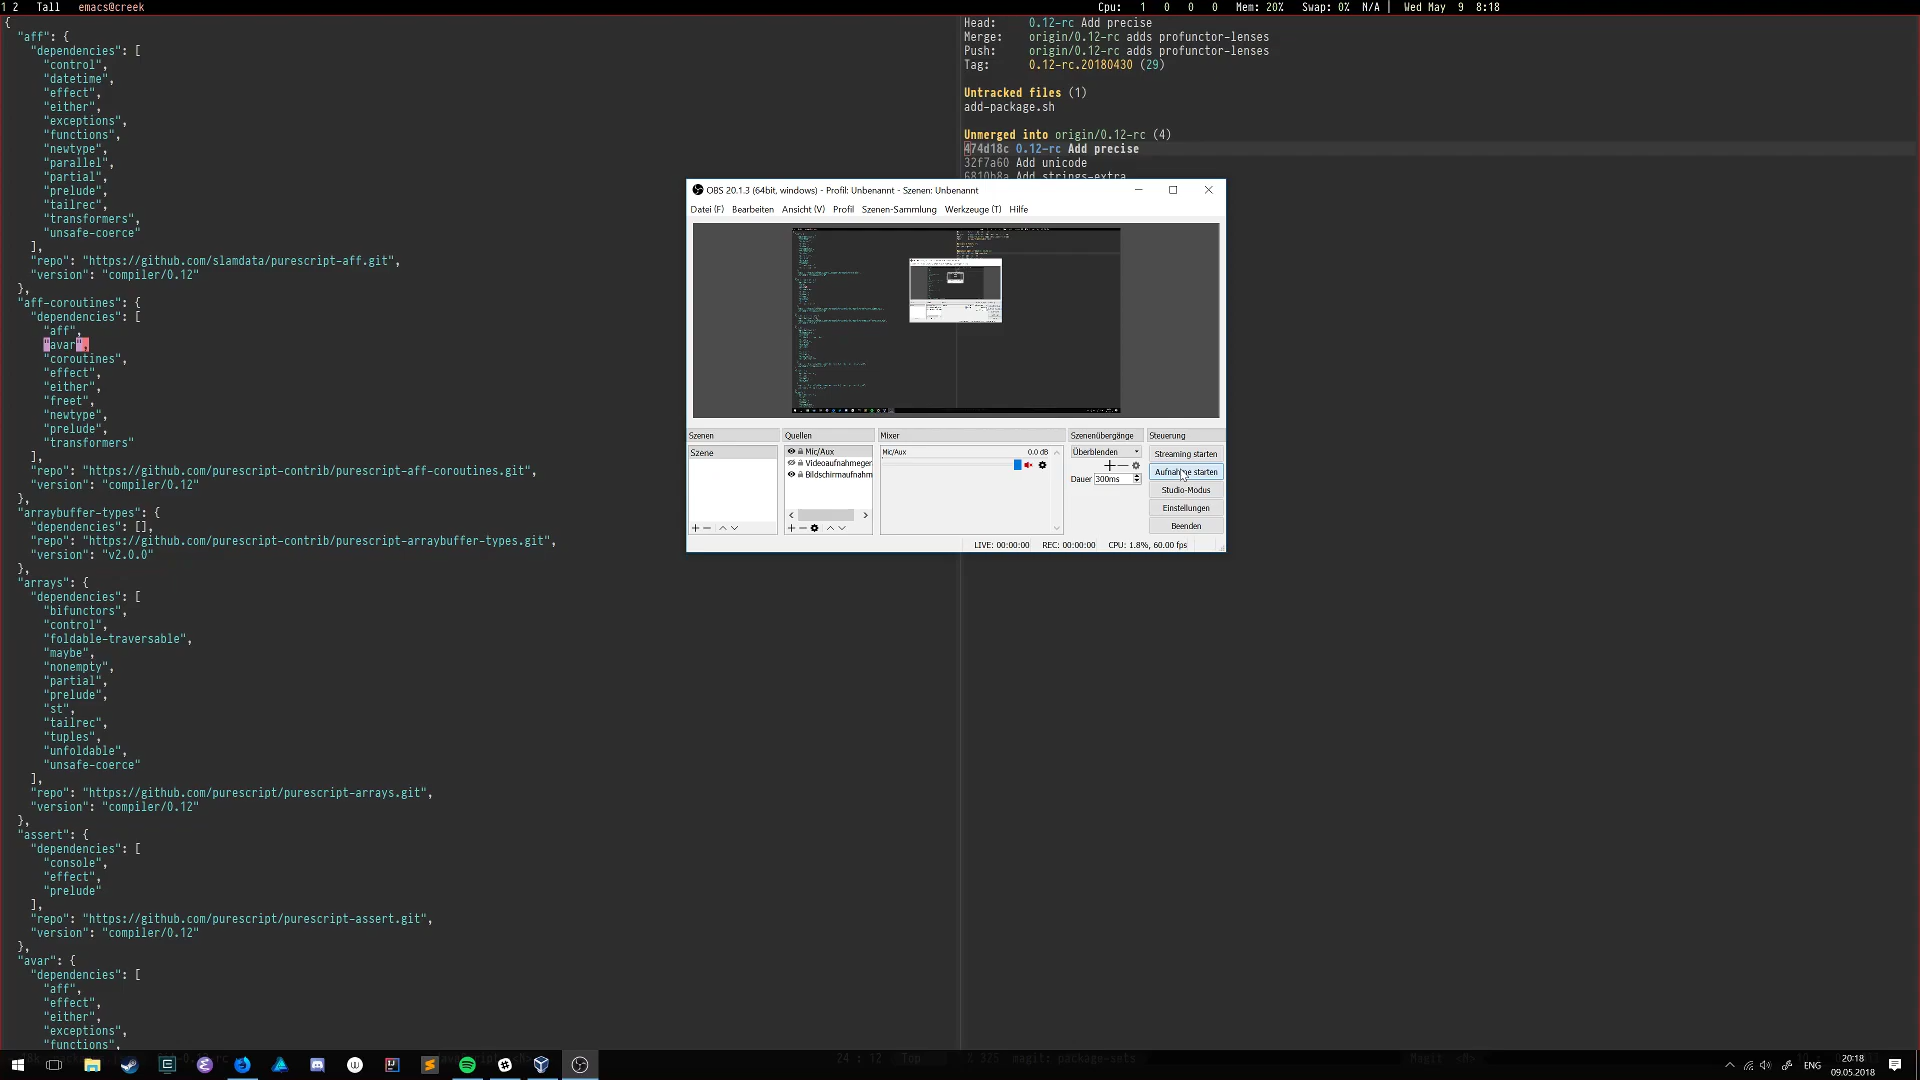 1 2 Tall emacs@creek
Cpu: 1 0 0 0 Mem: 20% Swap: 0% N/A | Wed May 9 8:18
{
"aff": {
"dependencies": [
"control",
"datetime",
"effect",
"either",
"exceptions",
"functions",
"newtype",
"parallel",
"partial",
"prelude",
"tailrec",
"transformers",
"unsafe-coerce"
],
"repo": "https://github.com/slamdata/purescript-aff.git",
"version": "compiler/0.12"
},
"aff-coroutines": {
"dependencies": [
"aff",
"avar",
"coroutines",
"effect",
"either",
"freet",
"newtype",
"prelude",
"transformers"
],
"repo": "https://github.com/purescript-contrib/purescript-aff-coroutines.git",
"version": "compiler/0.12"
},
"arraybuffer-types": {
"dependencies": [],
"repo": "https://github.com/purescript-contrib/purescript-arraybuffer-types.git",
"version": "v2.0.0"
},
"arrays": {
"dependencies": [
"bifunctors",
"control",
"foldable-traversable",
"maybe",
"nonempty",
"partial",
"prelude",
"st",
"tailrec",
"tuples",
"unfoldable",
"unsafe-coerce"
],
"repo": "https://github.com/purescript/purescript-arrays.git",
"version": "compiler/0.12"
},
"assert": {
"dependencies": [
"console",
"effect",
"prelude"
],
"repo": "https://github.com/purescript/purescript-assert.git",
"version": "compiler/0.12"
},
"avar": {
"dependencies": [
"aff",
"effect",
"either",
"exceptions",
"functions",
Head: 0.12-rc Add precise
Merge: origin/0.12-rc adds profunctor-lenses
Push: origin/0.12-rc adds profunctor-lenses
Tag: 0.12-rc.20180430 (29)
Untracked files (1)
add-package.sh
Unmerged into origin/0.12-rc (4)
474d18c 0.12-rc Add precise
32f7a60 Add unicode
6810b8a Add strings-extra
OBS 20.1.3 (64bit, windows) - Profil: Unbenannt - Szenen: Unbenannt
Datei (F) Bearbeiten Ansicht (V) Profil Szenen-Sammlung Werkzeuge (T) Hilfe
Szenen
Szene
Quellen
Mic/Aux
Videoaufnahmeger
Bildschirmaufnahm
Mixer
Mic/Aux 0.0 dB
Szenenübergänge
Überblenden
Dauer 300ms
Steuerung
Streaming starten
Aufnahme starten
Studio-Modus
Einstellungen
Beenden
LIVE: 00:00:00 REC: 00:00:00 CPU: 1.8%, 60.00 fps
24 : 12 Top
% 325 magit: package-sets
Magit
ENG
20:18
09.05.2018